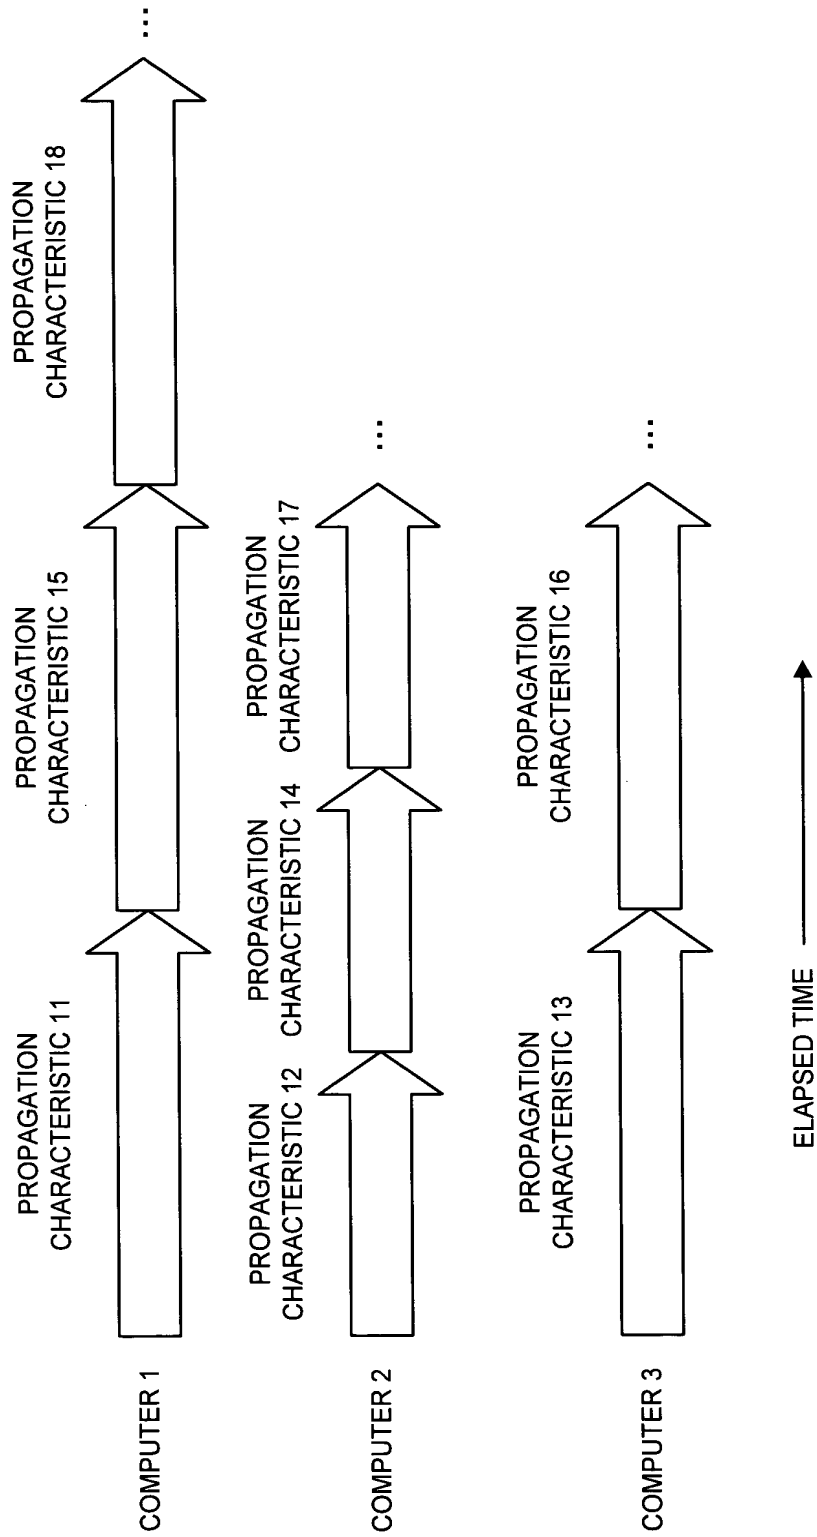 COMPUTER 1
PROPAGATION
CHARACTERISTIC 11
PROPAGATION
CHARACTERISTIC 15
PROPAGATION
CHARACTERISTIC 18
...
COMPUTER 2
PROPAGATION
CHARACTERISTIC 12
PROPAGATION
CHARACTERISTIC 14
PROPAGATION
CHARACTERISTIC 17
...
COMPUTER 3
PROPAGATION
CHARACTERISTIC 13
PROPAGATION
CHARACTERISTIC 16
...
ELAPSED TIME